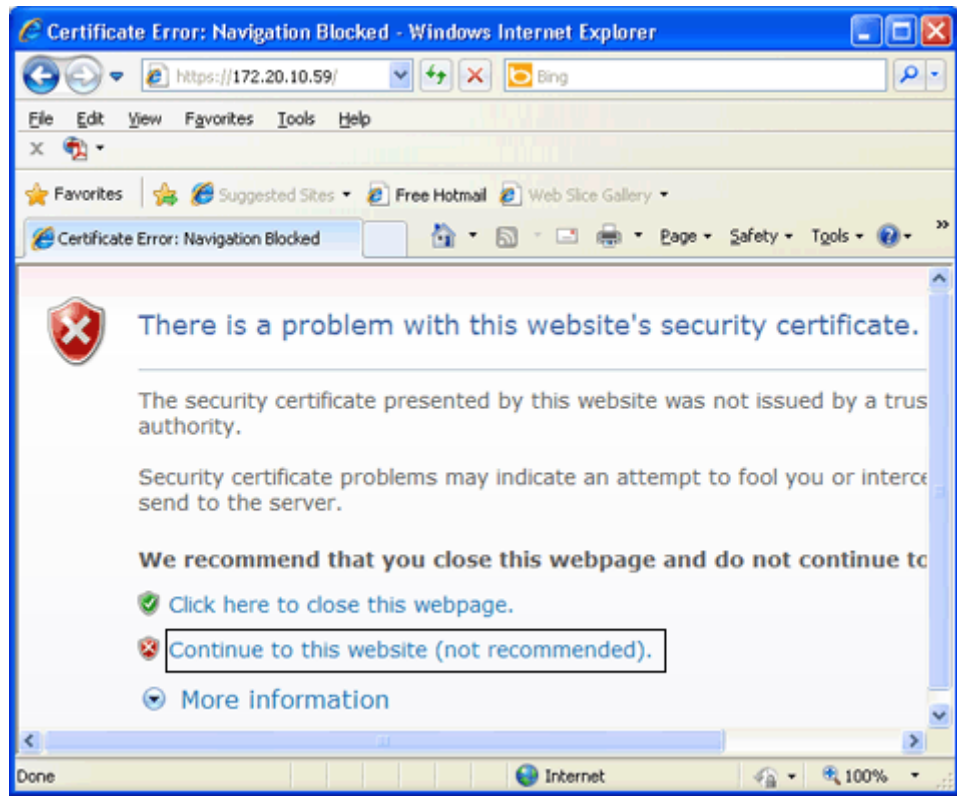 Certificate Error: Navigation Blocked - Windows Internet Explorer
https://172.20.10.59/ Bing
File Edit View Favorites Tools Help
Favorites Suggested Sites Free Hotmail Web Slice Gallery
Certificate Error: Navigation Blocked Page Safety Tools »
There is a problem with this website's security certificate.
The security certificate presented by this website was not issued by a trus
authority.
Security certificate problems may indicate an attempt to fool you or interce
send to the server.
We recommend that you close this webpage and do not continue to
Click here to close this webpage.
Continue to this website (not recommended).
More information
Done Internet 100%